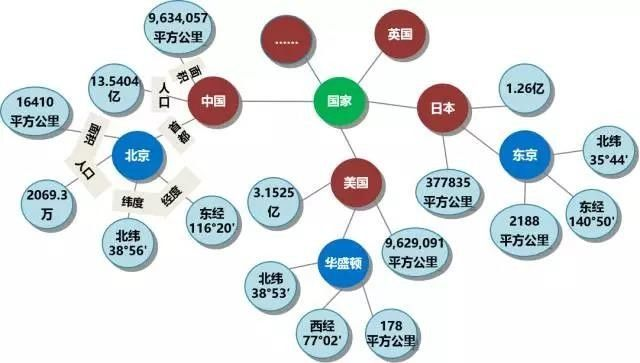 9,634,057
平方公里
......
英国
面积
13.5404
亿
人口
中国
国家
日本
1.26亿
16410
平方公里
面积
首都
北京
人口
东京
北纬
35°44'
美国
377835
平方公里
2069.3
万
纬度
经度
东经
116°20'
3.1525
亿
2188
平方公里
东经
140°50'
北纬
38°56'
9,629,091
平方公里
华盛顿
北纬
38°53’
西经
77°02'
178
平方公里